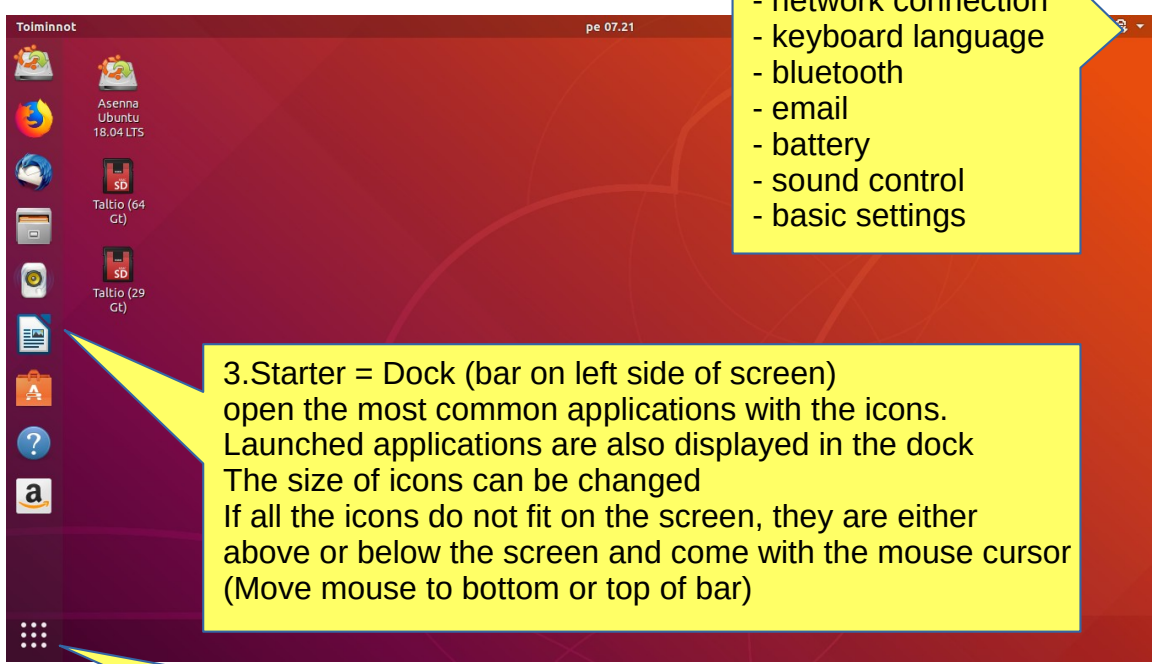 - network connection
Toiminnot
pe 07.21
- keyboard language
- bluetooth
- email
- battery
- sound control
- basic settings
Asenna
Ubuntu
18.04 LTS
SD
Taltio (64
Gt)
SD
Taltio (29
Gt)
3.Starter = Dock (bar on left side of screen)
open the most common applications with the icons.
Launched applications are also displayed in the dock
The size of icons can be changed
If all the icons do not fit on the screen, they are either
above or below the screen and come with the mouse cursor
(Move mouse to bottom or top of bar)
A
?
a